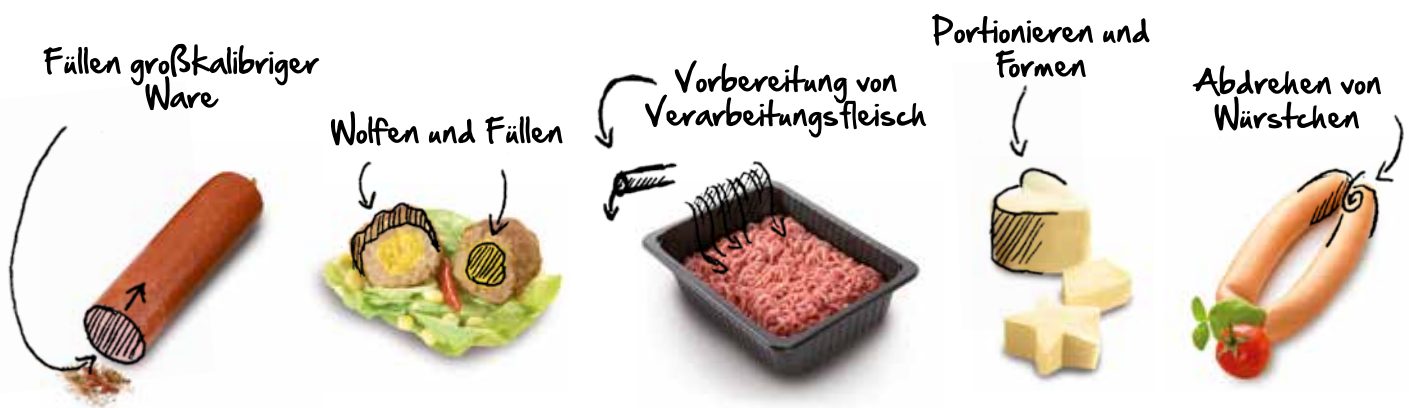 Füllen großkalibriger
Ware
Wolfen und Füllen
Vorbereitung von
Verarbeitungsfleisch
Portionieren und
Formen
Abdrehen von
Würstchen